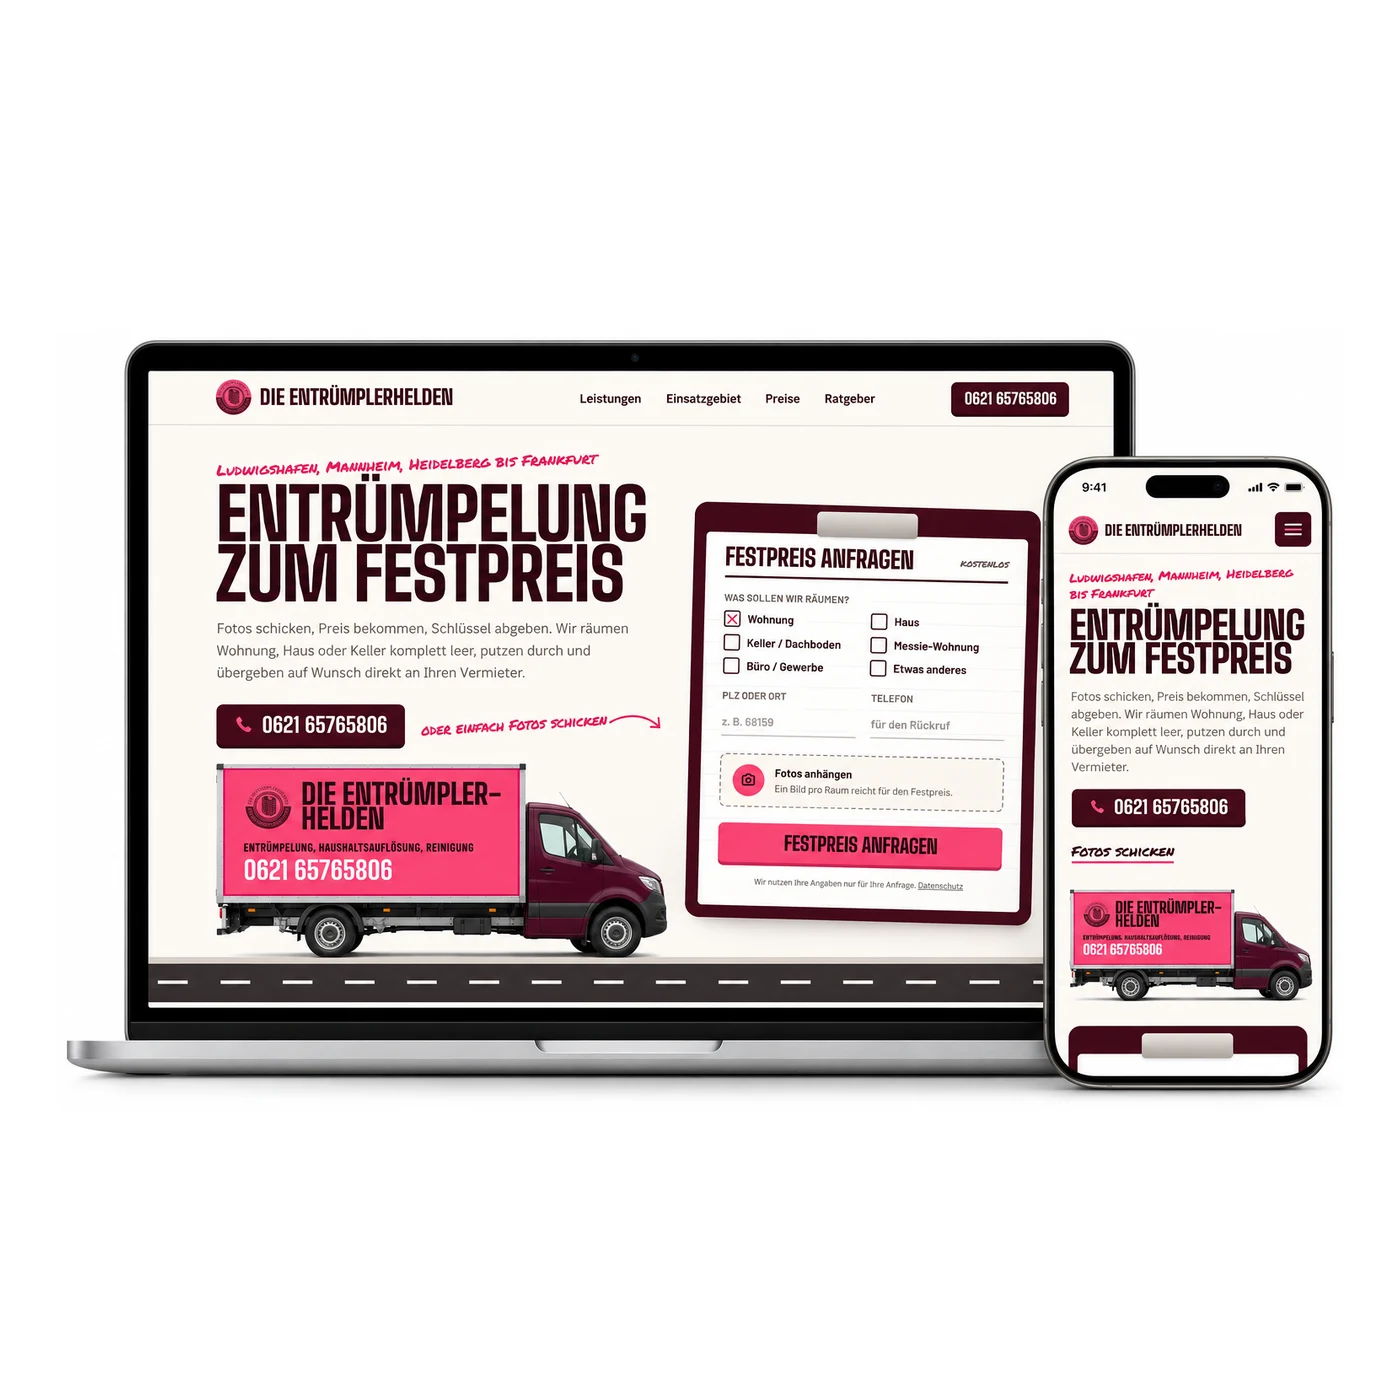 DIE ENTRÜMPLERHELDEN
Leistungen Einsatzgebiet Preise Ratgeber
0621 65765806
Ludwigshafen, Mannheim, Heidelberg bis Frankfurt
ENTRÜMPELUNG
ZUM FESTPREIS
Fotos schicken, Preis bekommen, Schlüssel abgeben. Wir räumen
Wohnung, Haus oder Keller komplett leer, putzen durch und
übergeben auf Wunsch direkt an Ihren Vermieter.
0621 65765806
oder einfach Fotos schicken
DIE ENTRÜMPLER-
HELDEN
ENTRÜMPELUNG, HAUSHALTSAUFLÖSUNG, REINIGUNG
0621 65765806
FESTPREIS ANFRAGEN
KOSTENLOS
WAS SOLLEN WIR RÄUMEN?
Wohnung
Haus
Keller / Dachboden
Messie-Wohnung
Büro / Gewerbe
Etwas anderes
PLZ ODER ORT
TELEFON
z. B. 68159
für den Rückruf
Fotos anhängen
Ein Bild pro Raum reicht für den Festpreis.
FESTPREIS ANFRAGEN
Wir nutzen Ihre Angaben nur für Ihre Anfrage. Datenschutz
9:41
DIE ENTRÜMPLERHELDEN
Ludwigshafen, Mannheim, Heidelberg
bis Frankfurt
ENTRÜMPELUNG
ZUM FESTPREIS
Fotos schicken, Preis bekommen, Schlüssel
abgeben. Wir räumen Wohnung, Haus oder
Keller komplett leer, putzen durch und
übergeben auf Wunsch direkt an Ihren
Vermieter.
0621 65765806
Fotos schicken
DIE ENTRÜMPLER-
HELDEN
ENTRÜMPELUNG, HAUSHALTSAUFLÖSUNG, REINIGUNG
0621 65765806